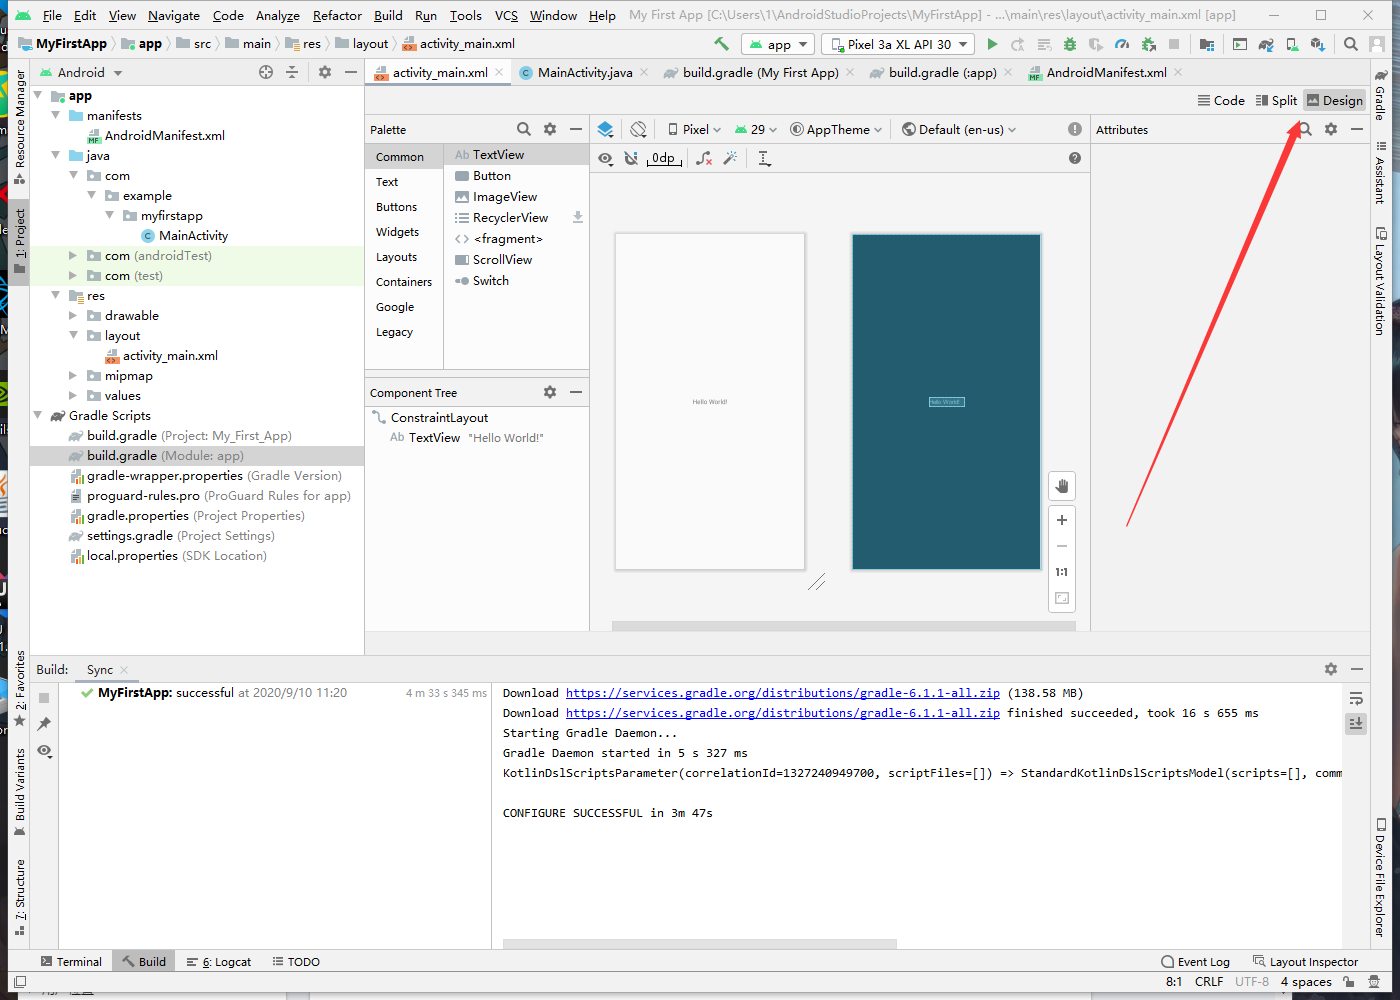 File Edit View Navigate Code Analyze Refactor Build Run Tools VCS Window Help My First App [C:\Users\1\AndroidStudioProjects\MyFirstApp] - ...\main\res\layout\activity_main.xml [app]
MyFirstApp app src main res layout activity_main.xml app Pixel 3a XL API 30
Android activity_main.xml MainActivity.java build.gradle (My First App) build.gradle (:app) AndroidManifest.xml
Code Split Design
Resource Manager
1: Project
2: Favorites
Build Variants
7: Structure
app
manifests
AndroidManifest.xml
java
com
example
myfirstapp
MainActivity
com (androidTest)
com (test)
res
drawable
layout
activity_main.xml
mipmap
values
Gradle Scripts
build.gradle (Project: My_First_App)
build.gradle (Module: app)
gradle-wrapper.properties (Gradle Version)
proguard-rules.pro (ProGuard Rules for app)
gradle.properties (Project Properties)
settings.gradle (Project Settings)
local.properties (SDK Location)
Palette
Common
Text
Buttons
Widgets
Layouts
Containers
Google
Legacy
Ab TextView
Button
ImageView
RecyclerView
<fragment>
ScrollView
Switch
Component Tree
ConstraintLayout
Ab TextView "Hello World!"
Pixel 29 AppTheme Default (en-us)
0dp
Hello World!
Hello World!
1:1
Attributes
Gradle
Assistant
Layout Validation
Device File Explorer
Build: Sync
MyFirstApp: successful at 2020/9/10 11:20 4 m 33 s 345 ms
Download https://services.gradle.org/distributions/gradle-6.1.1-all.zip (138.58 MB)
Download https://services.gradle.org/distributions/gradle-6.1.1-all.zip finished succeeded, took 16 s 655 ms
Starting Gradle Daemon...
Gradle Daemon started in 5 s 327 ms
KotlinDslScriptsParameter(correlationId=1327240949700, scriptFiles=[]) => StandardKotlinDslScriptsModel(scripts=[], comm
CONFIGURE SUCCESSFUL in 3m 47s
Terminal Build 6: Logcat TODO Event Log Layout Inspector
8:1 CRLF UTF-8 4 spaces